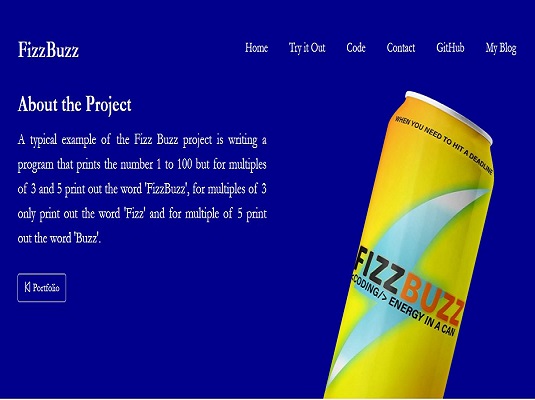 FizzBuzz
Home Try it Out Code Contact GitHub My Blog
About the Project
A typical example of the Fizz Buzz project is writing a
program that prints the number 1 to 100 but for multiples
of 3 and 5 print out the word 'FizzBuzz', for multiples of 3
only print out the word 'Fizz' and for multiple of 5 print
out the word 'Buzz'.
Portfolio
WHEN YOU NEED TO HIT A DEADLINE
FIZZBUZZ
<CODING/> ENERGY IN A CAN